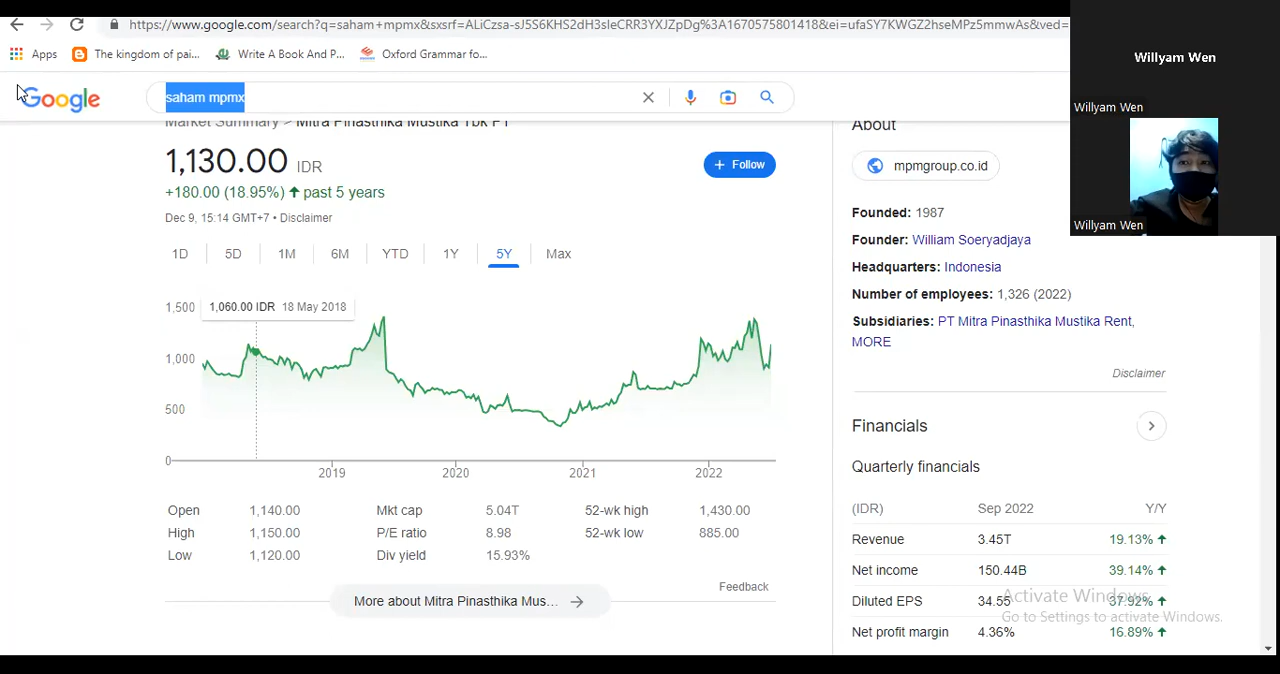 https://www.google.com/search?q=saham+mpmx&sxsrf=ALiCzsa-sJ5S6KHS2dH3sleCRR3YXJZpDg%3A1670575801418&ei=ufaSY7KWGZ2hseMPz5mmwAs&ved=
Apps The kingdom of pai... Write A Book And P... Oxford Grammar fo...
Willyam Wen
Willyam Wen
Willyam Wen
Google saham mpmx
Market Summary > Mitra Pinasthika Mustika Tbk PT
1,130.00 IDR
+ Follow
+180.00 (18.95%) past 5 years
Dec 9, 15:14 GMT+7 • Disclaimer
1D 5D 1M 6M YTD 1Y 5Y Max
1,060.00 IDR 18 May 2018
1,500
1,000
500
0
2019 2020 2021 2022
Open 1,140.00 Mkt cap 5.04T 52-wk high 1,430.00
High 1,150.00 P/E ratio 8.98 52-wk low 885.00
Low 1,120.00 Div yield 15.93%
Feedback
More about Mitra Pinasthika Mus...
About
mpmgroup.co.id
Founded: 1987
Founder: William Soeryadjaya
Headquarters: Indonesia
Number of employees: 1,326 (2022)
Subsidiaries: PT Mitra Pinasthika Mustika Rent,
MORE
Disclaimer
Financials
Quarterly financials
(IDR) Sep 2022 Y/Y
Revenue 3.45T 19.13%
Net income 150.44B 39.14%
Diluted EPS 34.55 37.92%
Net profit margin 4.36% 16.89%
Activate Windows
Go to Settings to activate Windows.